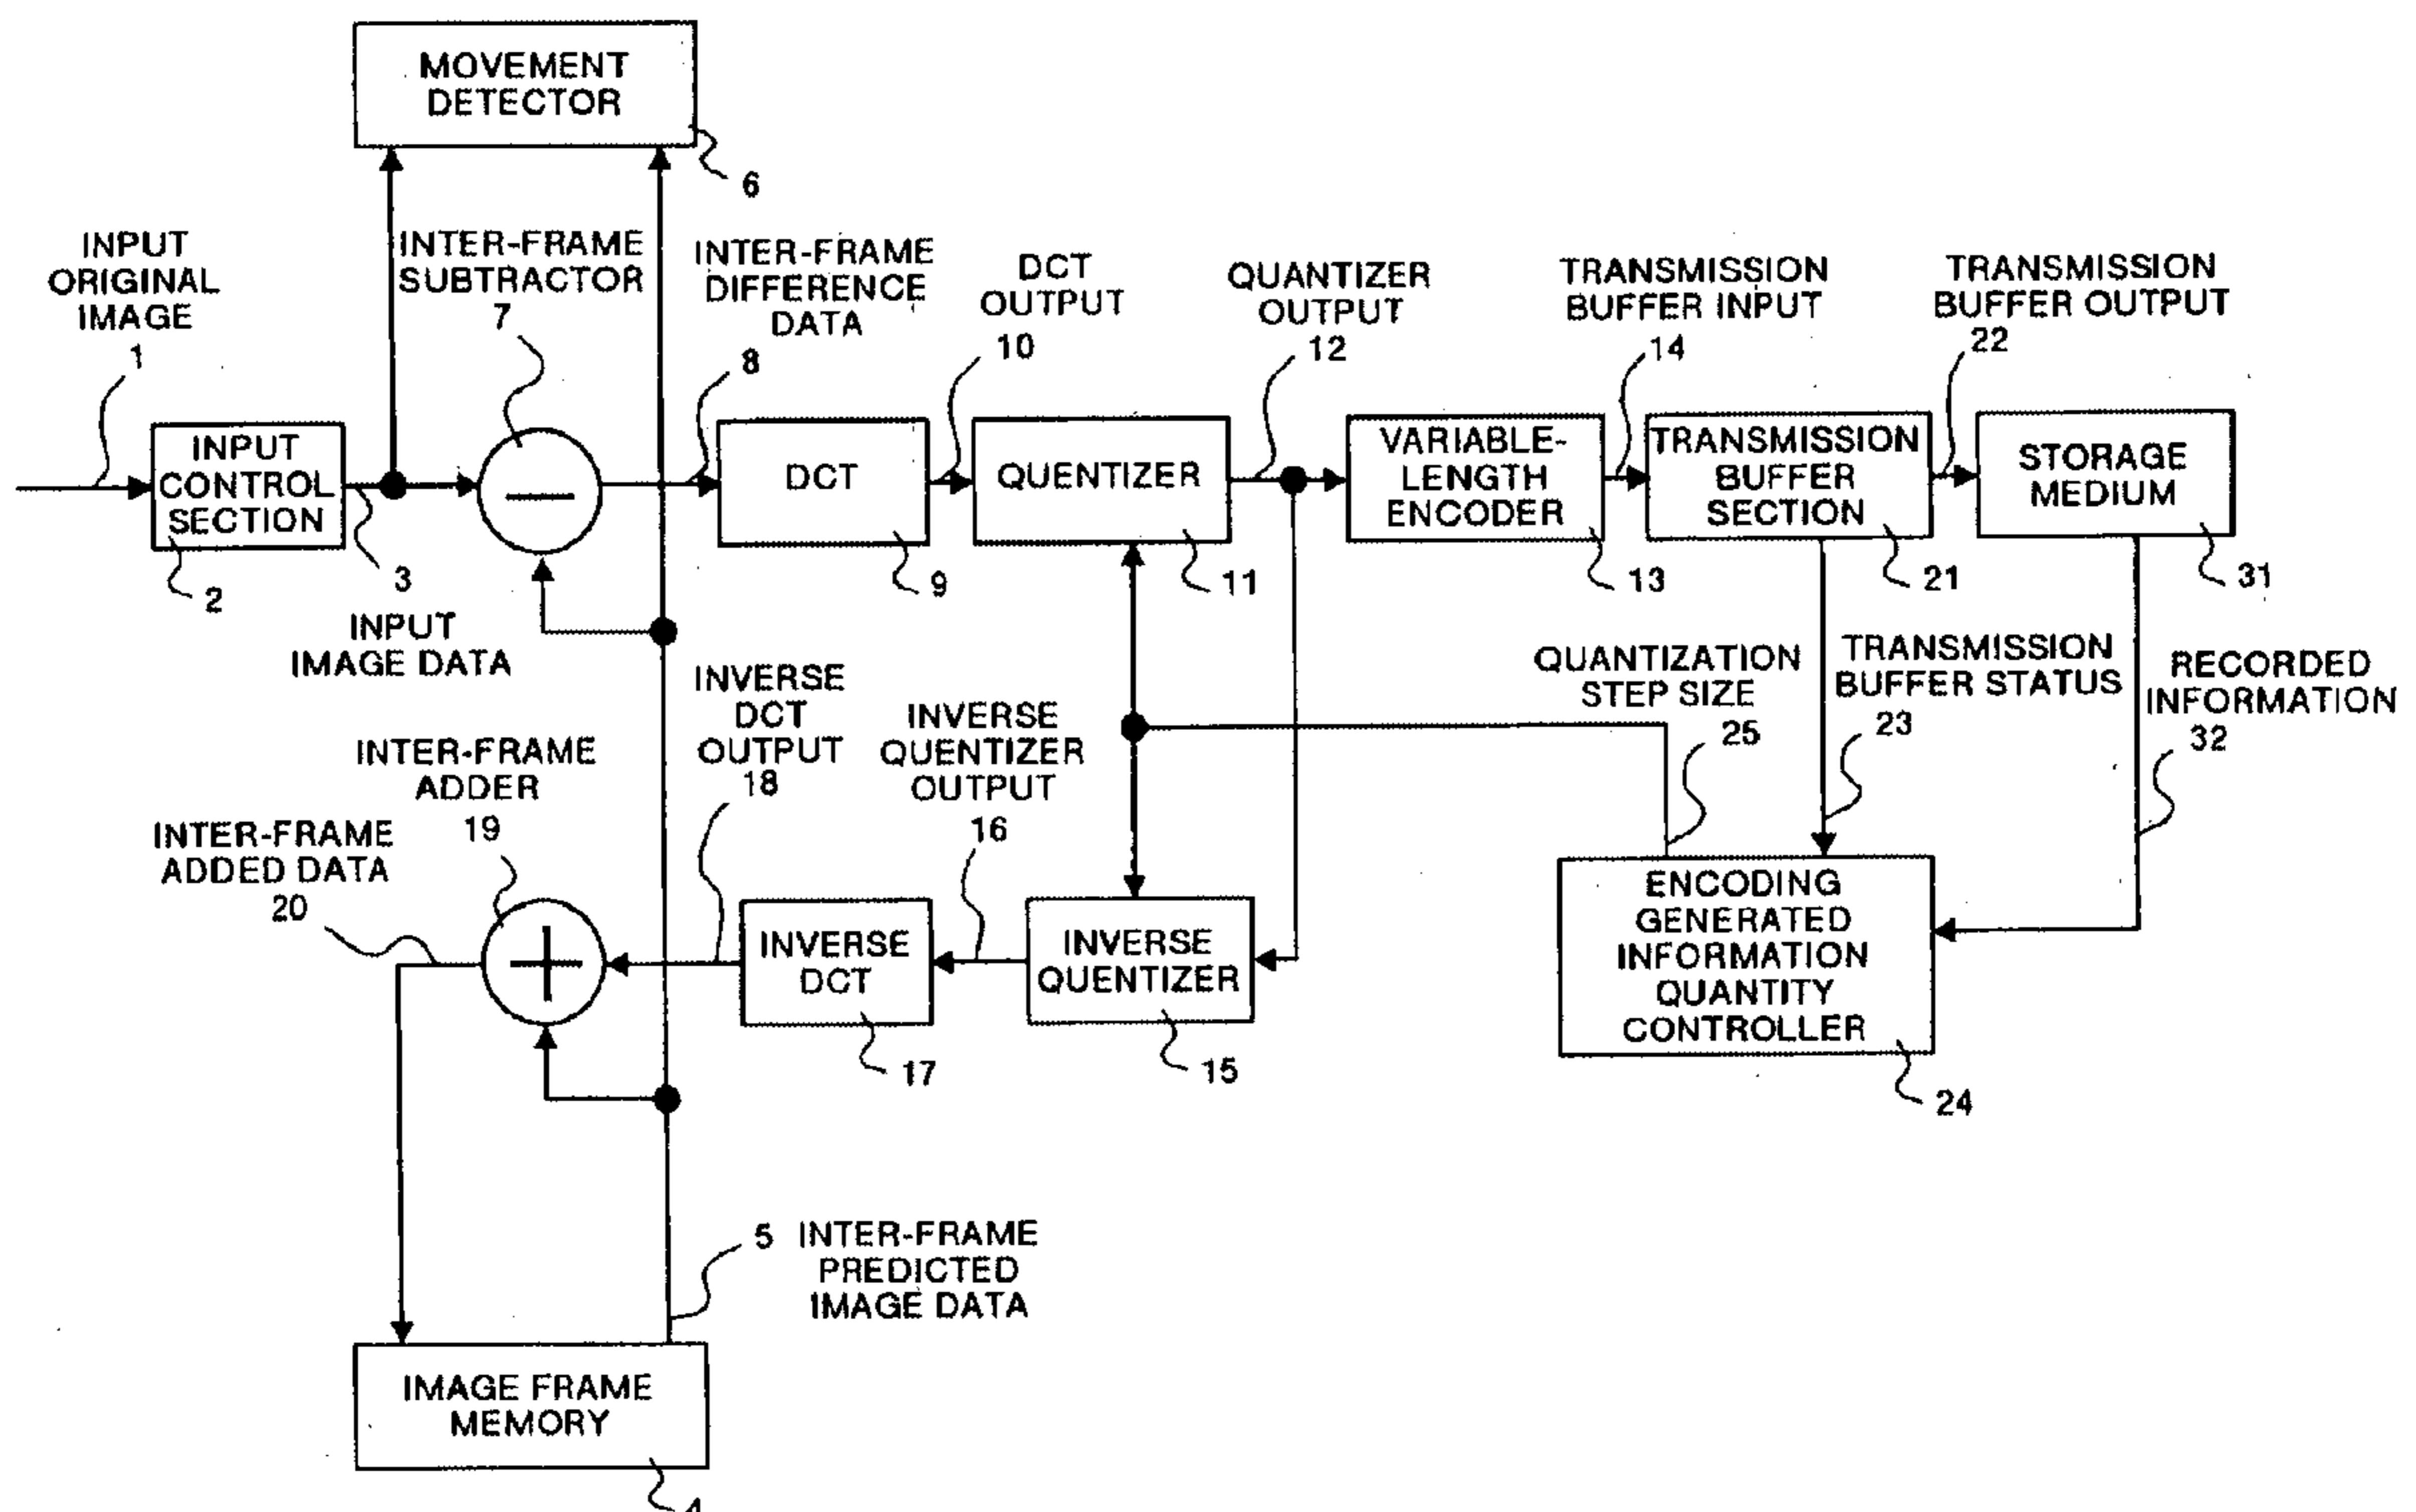 MOVEMENT
DETECTOR
6
INPUT
ORIGINAL
IMAGE
1
INTER-FRAME
SUBTRACTOR
7
INTER-FRAME
DIFFERENCE
DATA
8
DCT
OUTPUT
10
QUANTIZER
OUTPUT
12
TRANSMISSION
BUFFER INPUT
14
TRANSMISSION
BUFFER OUTPUT
22
INPUT
CONTROL
SECTION
2
3
INPUT
IMAGE DATA
DCT
9
QUENTIZER
11
VARIABLE-
LENGTH
ENCODER
13
TRANSMISSION
BUFFER
SECTION
21
STORAGE
MEDIUM
31
QUANTIZATION
STEP SIZE
25
TRANSMISSION
BUFFER STATUS
23
RECORDED
INFORMATION
32
INVERSE
DCT
OUTPUT
18
INVERSE
QUENTIZER
OUTPUT
16
INTER-FRAME
ADDER
19
INTER-FRAME
ADDED DATA
20
INVERSE
DCT
17
INVERSE
QUENTIZER
15
ENCODING
GENERATED
INFORMATION
QUANTITY
CONTROLLER
24
5 INTER-FRAME
PREDICTED
IMAGE DATA
IMAGE FRAME
MEMORY
4